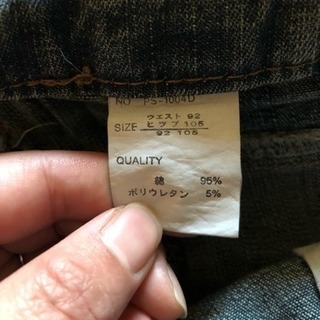 NO PS-1004D
ウェスト 92
SIZE ヒップ 105
92-105
QUALITY
綿 95%
ポリウレタン 5%